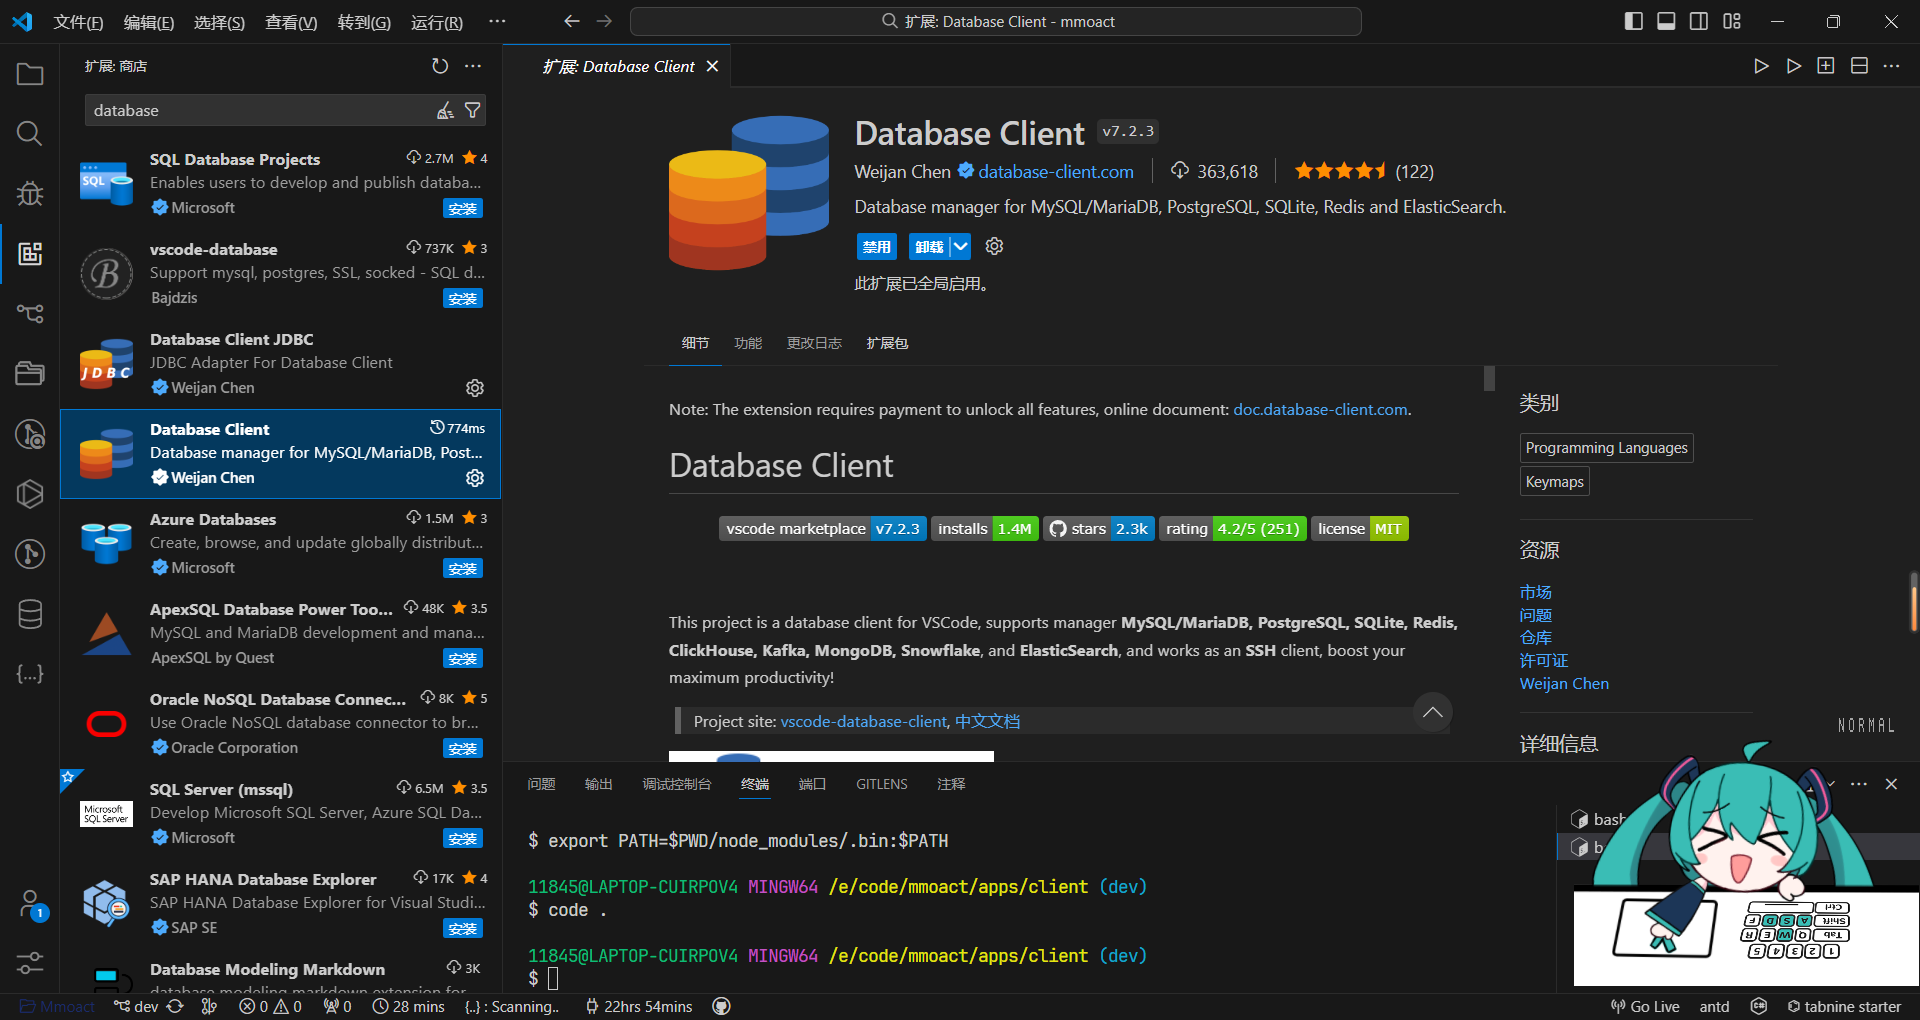 文件(F) 编辑(E) 选择(S) 查看(V) 转到(G) 运行(R) ··· 扩展: Database Client - mmoact
扩展: 商店
database
SQL Database Projects 2.7M 4
Enables users to develop and publish databa...
Microsoft 安装
vscode-database 737K 3
Support mysql, postgres, SSL, socked - SQL d...
Bajdzis 安装
Database Client JDBC
JDBC Adapter For Database Client
Weijan Chen
Database Client 774ms
Database manager for MySQL/MariaDB, Post...
Weijan Chen
Azure Databases 1.5M 3
Create, browse, and update globally distribut...
Microsoft 安装
ApexSQL Database Power Too... 48K 3.5
MySQL and MariaDB development and mana...
ApexSQL by Quest 安装
Oracle NoSQL Database Connec... 8K 5
Use Oracle NoSQL database connector to br...
Oracle Corporation 安装
SQL Server (mssql) 6.5M 3.5
Develop Microsoft SQL Server, Azure SQL Da...
Microsoft 安装
SAP HANA Database Explorer 17K 4
SAP HANA Database Explorer for Visual Studi...
SAP SE 安装
Database Modeling Markdown 3K
database modeling markdown extension for
SQL
B
JDBC
Microsoft
SQL Server
1
扩展: Database Client
Database Client v7.2.3
Weijan Chen database-client.com 363,618 (122)
Database manager for MySQL/MariaDB, PostgreSQL, SQLite, Redis and ElasticSearch.
禁用 卸载
此扩展已全局启用。
细节 功能 更改日志 扩展包
Note: The extension requires payment to unlock all features, online document: doc.database-client.com.
Database Client
vscode marketplace v7.2.3 installs 1.4M stars 2.3k rating 4.2/5 (251) license MIT
This project is a database client for VSCode, supports manager MySQL/MariaDB, PostgreSQL, SQLite, Redis,
ClickHouse, Kafka, MongoDB, Snowflake, and ElasticSearch, and works as an SSH client, boost your
maximum productivity!
Project site: vscode-database-client, 中文文档
类别
Programming Languages
Keymaps
资源
市场
问题
仓库
许可证
Weijan Chen
详细信息
NORMAL
问题 输出 调试控制台 终端 端口 GITLENS 注释
$ export PATH=$PWD/node_modules/.bin:$PATH
11845@LAPTOP-CUIRPOV4 MINGW64 /e/code/mmoact/apps/client (dev)
$ code .
11845@LAPTOP-CUIRPOV4 MINGW64 /e/code/mmoact/apps/client (dev)
$
bash
b
Ctrl
Shift A S D F
Tab Q W E R
1 2 3 4 5
Mmoact dev 0 0 0 28 mins {..} : Scanning.. 22hrs 54mins Go Live antd tabnine starter